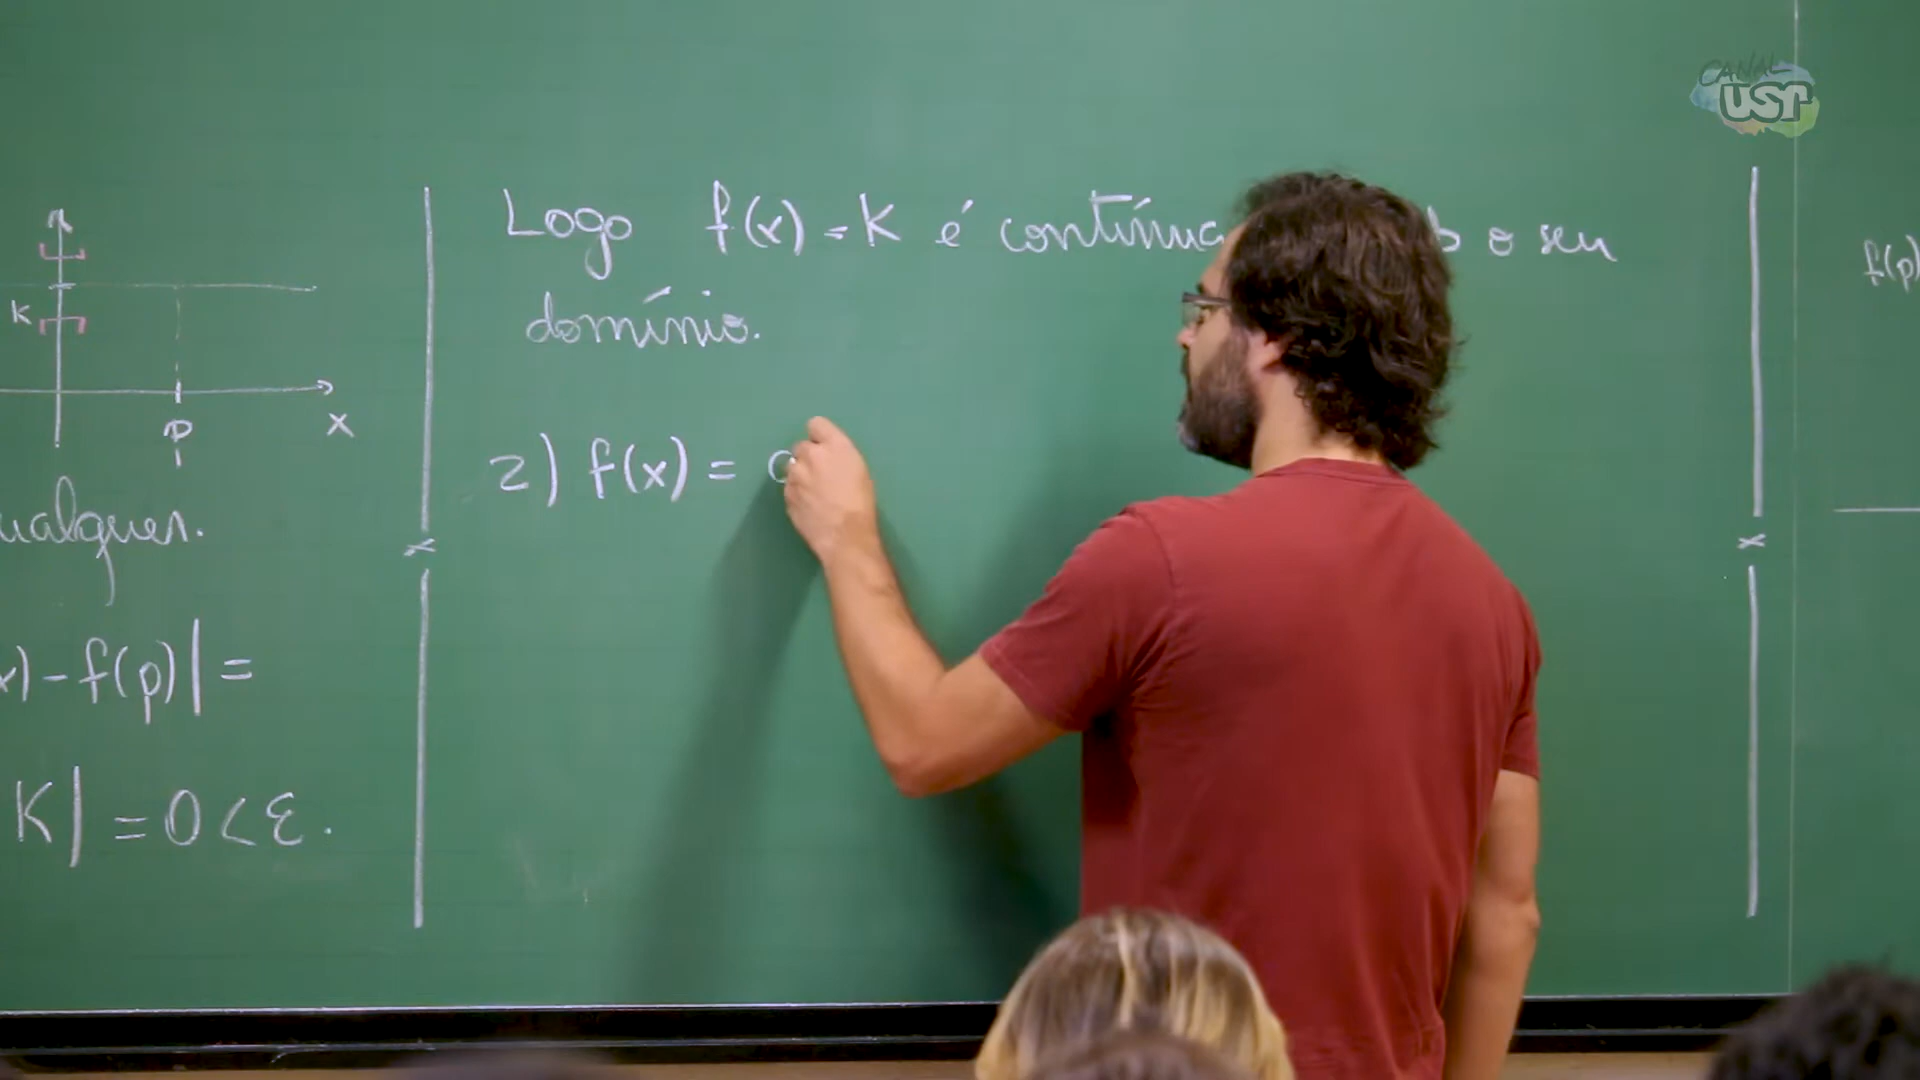 K
P
x
ualquer.
x) - f(p)| =
K| = 0 < ε.
Logo f(x) = K é contínua o seu
domínio.
2) f(x) =
f(p)
CANAL
USP